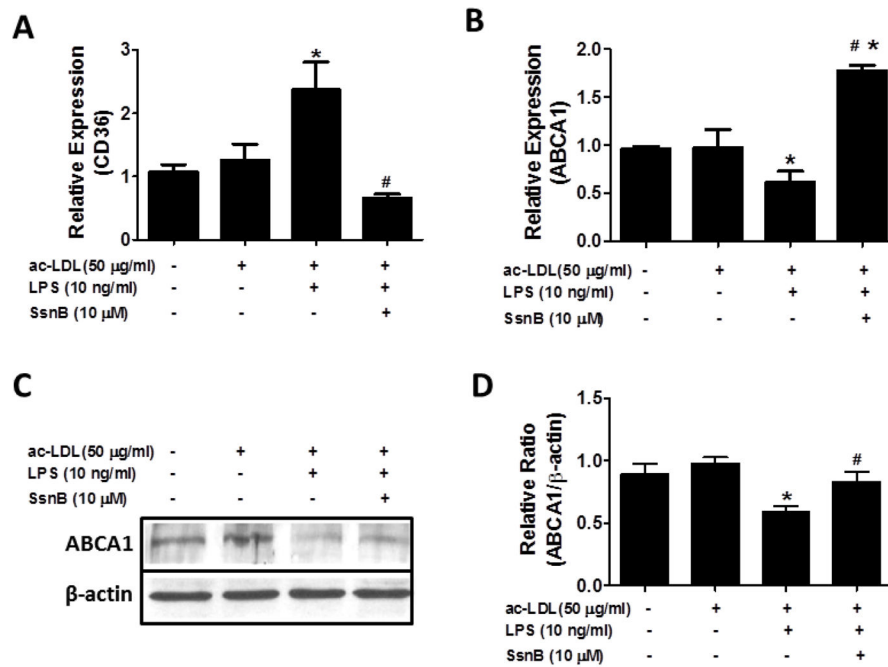 A
Relative Expression
(CD36)
3
2
1
0
*
#
ac-LDL(50 µg/ml) - + + +
LPS (10 ng/ml) - - + +
SsnB (10 µM) - - - +
B
Relative Expression
(ABCA1)
2.0
1.5
1.0
0.5
0.0
*
# *
ac-LDL(50 µg/ml) - + + +
LPS (10 ng/ml) - - + +
SsnB (10 µM) - - - +
C
ac-LDL(50 µg/ml) - + + +
LPS (10 ng/ml) - - + +
SsnB (10 µM) - - - +
ABCA1
β-actin
D
Relative Ratio
(ABCA1/β-actin)
1.5
1.0
0.5
0.0
*
#
ac-LDL(50 µg/ml) - + + +
LPS (10 ng/ml) - - + +
SsnB (10 µM) - - - +